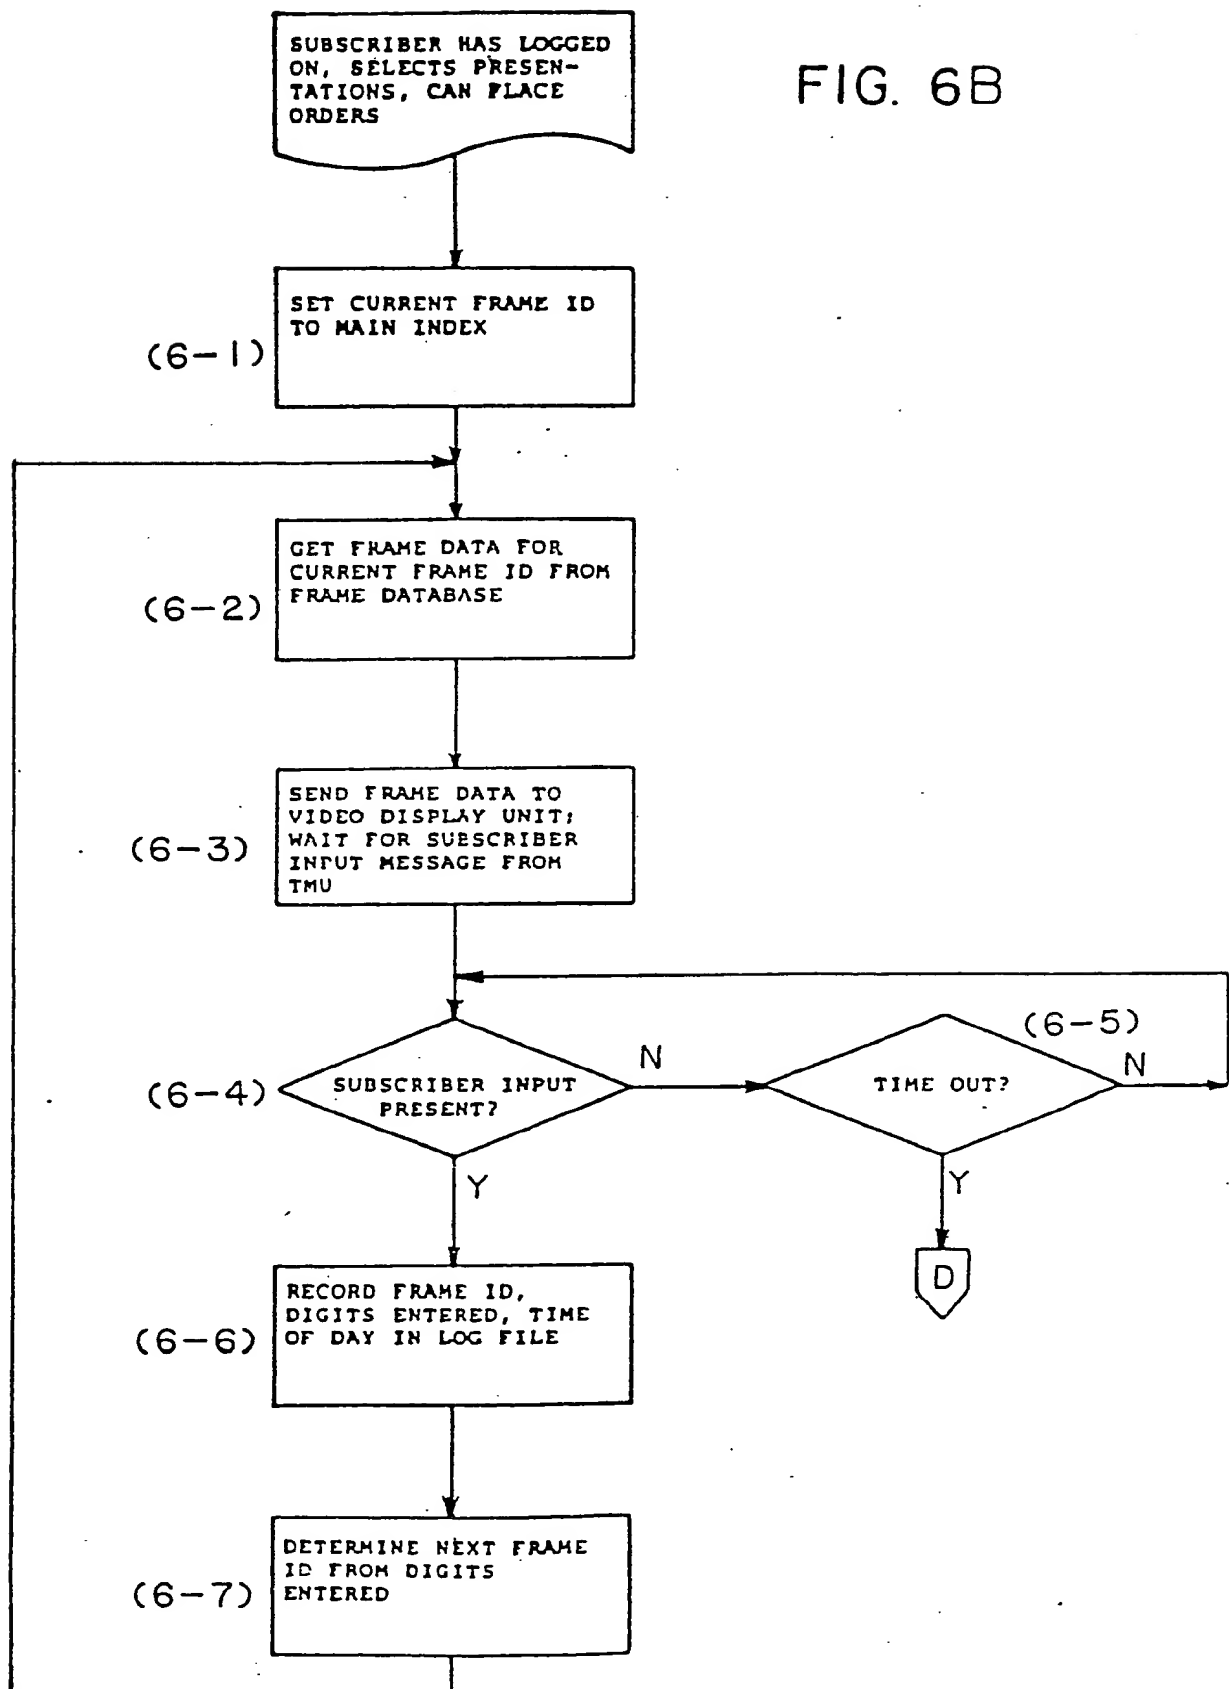 SUBSCRIBER HAS LOGGED
ON, SELECTS PRESEN-
TATIONS, CAN PLACE
ORDERS
FIG. 6B
SET CURRENT FRAME ID
TO MAIN INDEX
(6-1)
GET FRAME DATA FOR
CURRENT FRAME ID FROM
FRAME DATABASE
(6-2)
SEND FRAME DATA TO
VIDEO DISPLAY UNIT;
WAIT FOR SUBSCRIBER
INPUT MESSAGE FROM
TMU
(6-3)
(6-4)
SUBSCRIBER INPUT
PRESENT?
N
Y
(6-5)
TIME OUT?
N
Y
D
RECORD FRAME ID,
DIGITS ENTERED, TIME
OF DAY IN LOG FILE
(6-6)
DETERMINE NEXT FRAME
ID FROM DIGITS
ENTERED
(6-7)